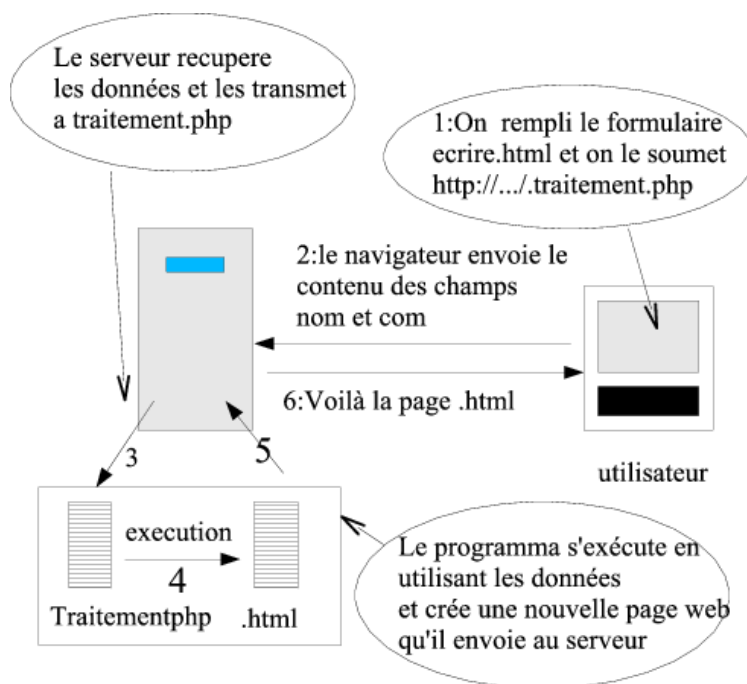 Le serveur recupere
les données et les transmet
a traitement.php
1:On rempli le formulaire
ecrire.html et on le soumet
http://.../.traitement.php
2:le navigateur envoie le
contenu des champs
nom et com
6:Voilà la page .html
3
5
utilisateur
execution
4
Traitementphp
.html
Le programma s'exécute en
utilisant les données
et crée une nouvelle page web
qu'il envoie au serveur